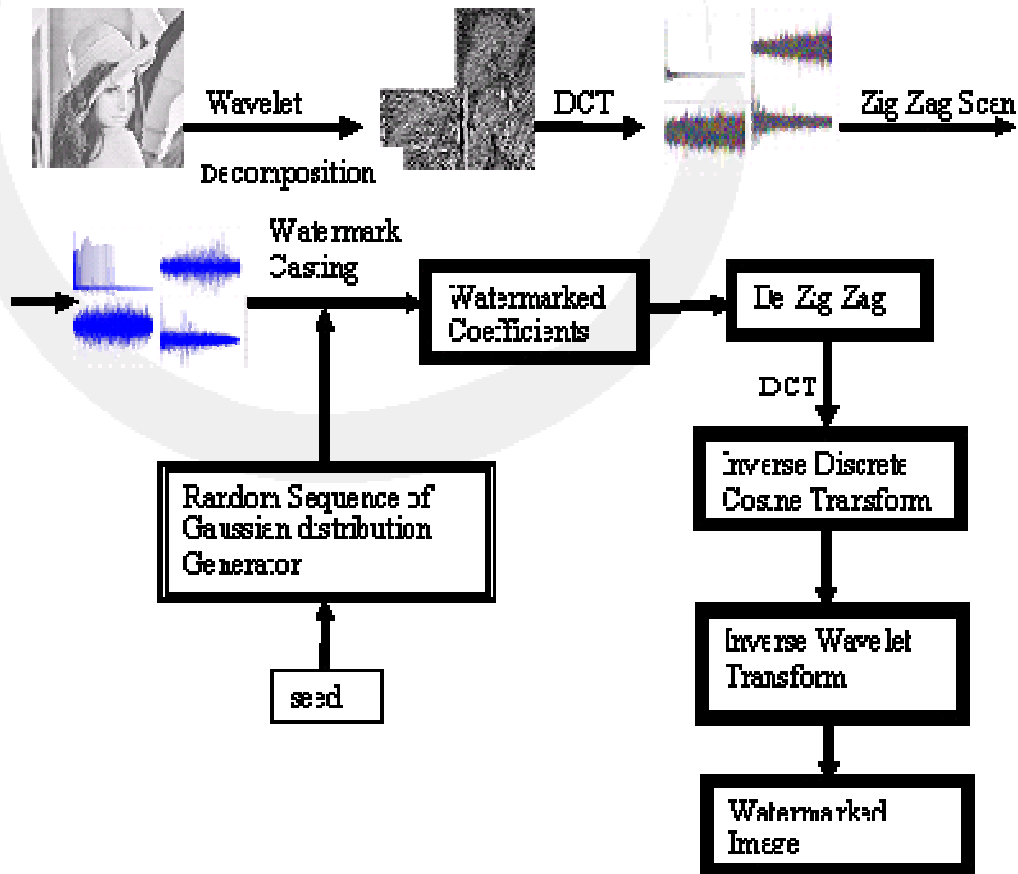 Wavelet
Decomposition
DCT
Zig Zag Scan
Watermark
Casting
Watermarked
Coefficients
De Zig Zag
DCT
Inverse Discrete
Cosine Transform
Random Sequence of
Gaussian distribution
Generator
seed
Inverse Wavelet
Transform
Watermarked
Image